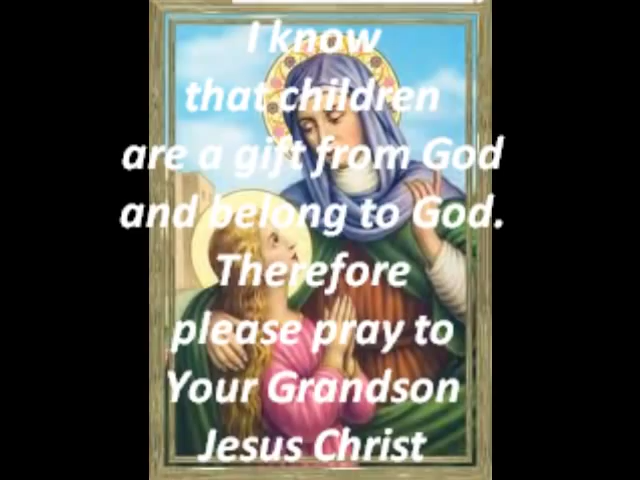 I know
that children
are a gift from God
and belong to God.
Therefore
please pray to
Your Grandson
Jesus Christ